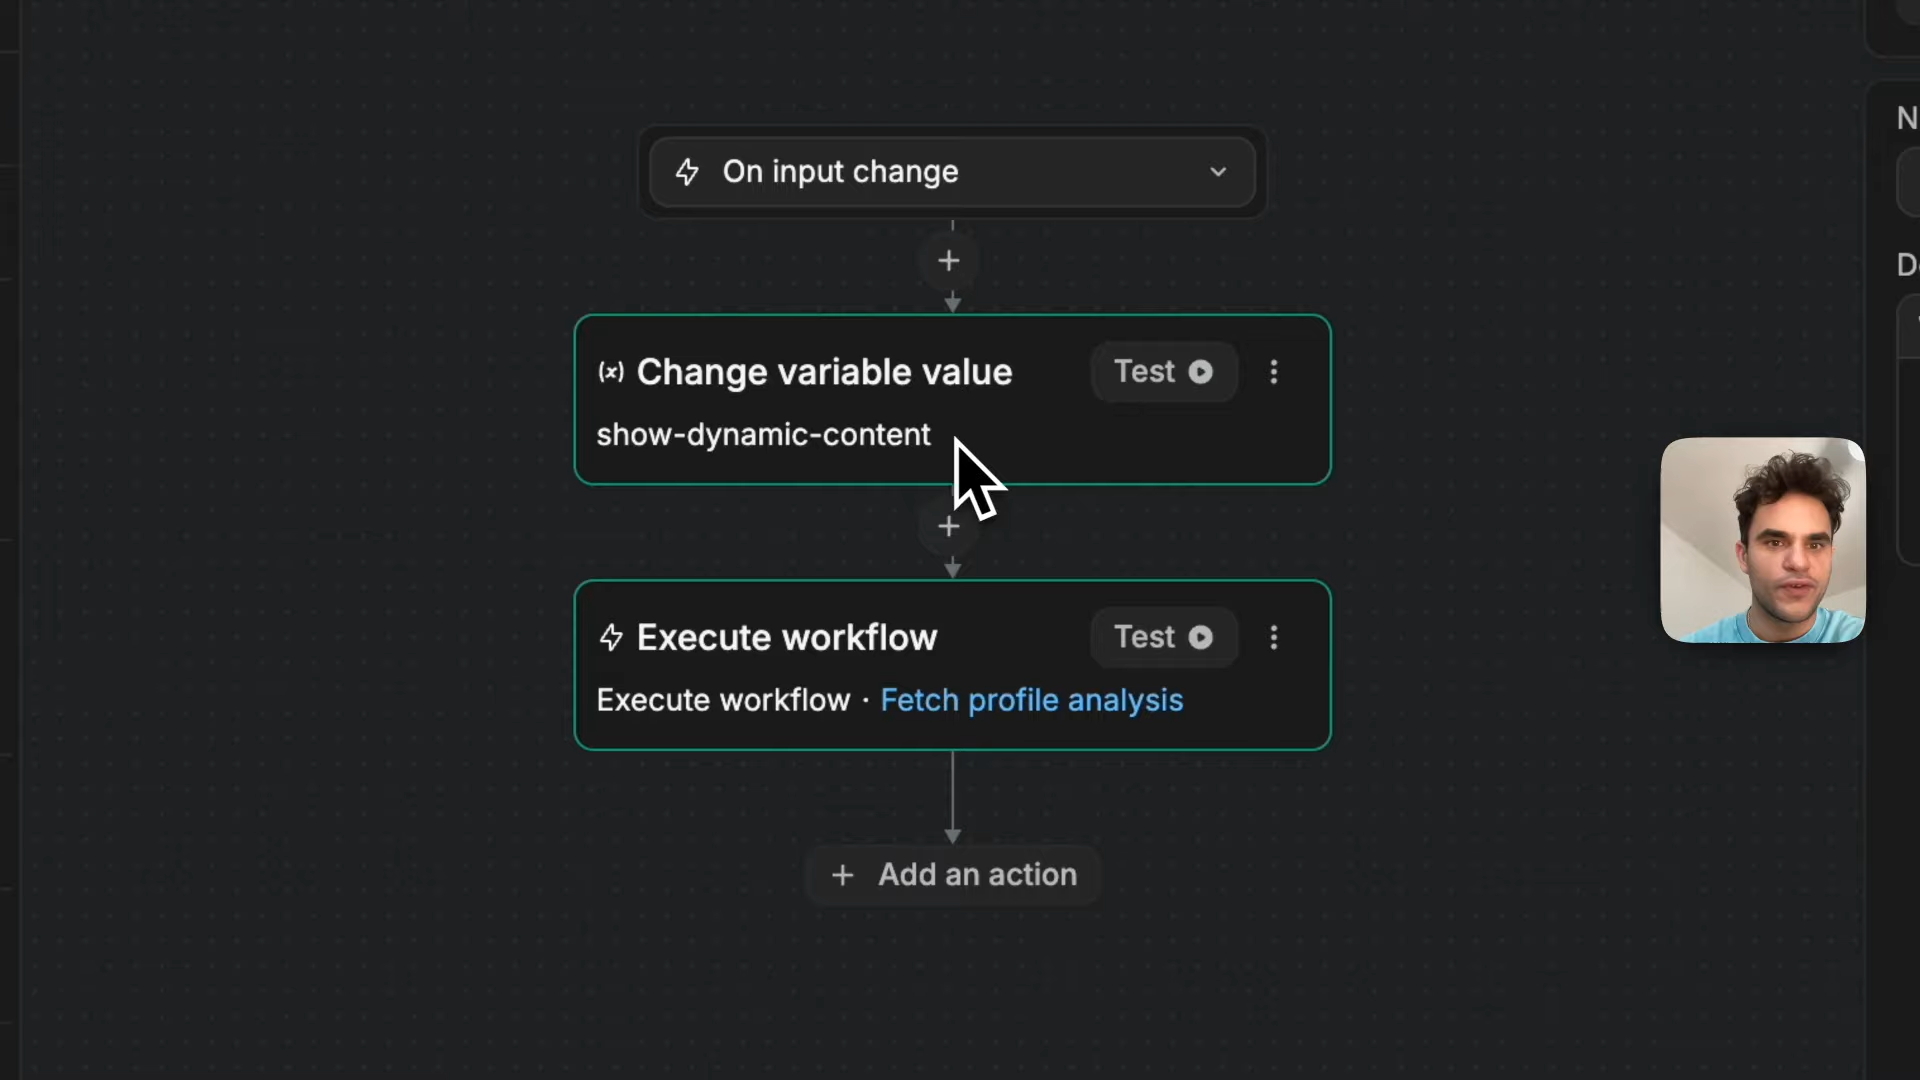 On input change
Change variable value
Test
show-dynamic-content
Execute workflow
Test
Execute workflow · Fetch profile analysis
+ Add an action
N
D